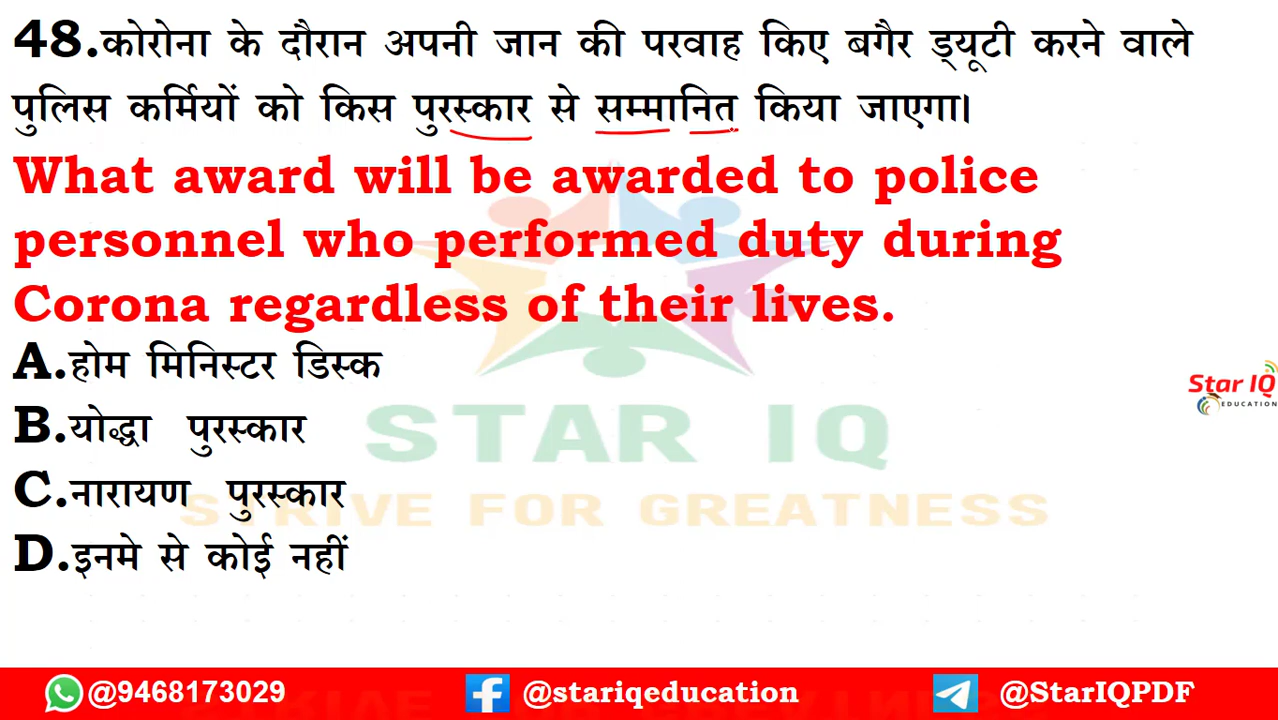 48.कोरोना के दौरान अपनी जान की परवाह किए बगैर ड्यूटी करने वाले
पुलिस कर्मियों को किस पुरस्कार से सम्मानित किया जाएगा।
What award will be awarded to police
personnel who performed duty during
Corona regardless of their lives.
A.होम मिनिस्टर डिस्क
B.योद्धा पुरस्कार
C.नारायण पुरस्कार
D.इनमे से कोई नहीं
STAR IQ
STRIVE FOR GREATNESS
Star IQ
EDUCATION
@9468173029 @stariqeducation @StarIQPDF